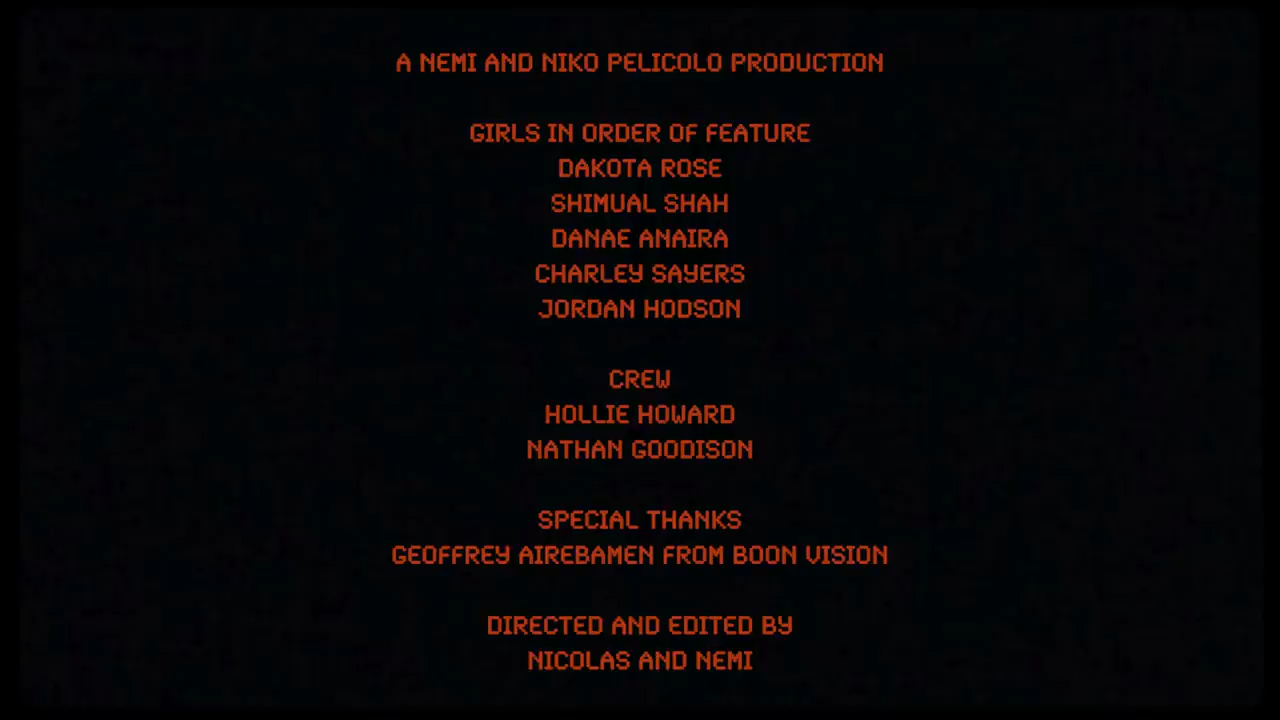 A NEMI AND NIKO PELICOLO PRODUCTION
GIRLS IN ORDER OF FEATURE
DAKOTA ROSE
SHIMUAL SHAH
DANAE ANAIRA
CHARLEY SAYERS
JORDAN HODSON
CREW
HOLLIE HOWARD
NATHAN GOODISON
SPECIAL THANKS
GEOFFREY AIREBAMEN FROM BOON VISION
DIRECTED AND EDITED BY
NICOLAS AND NEMI